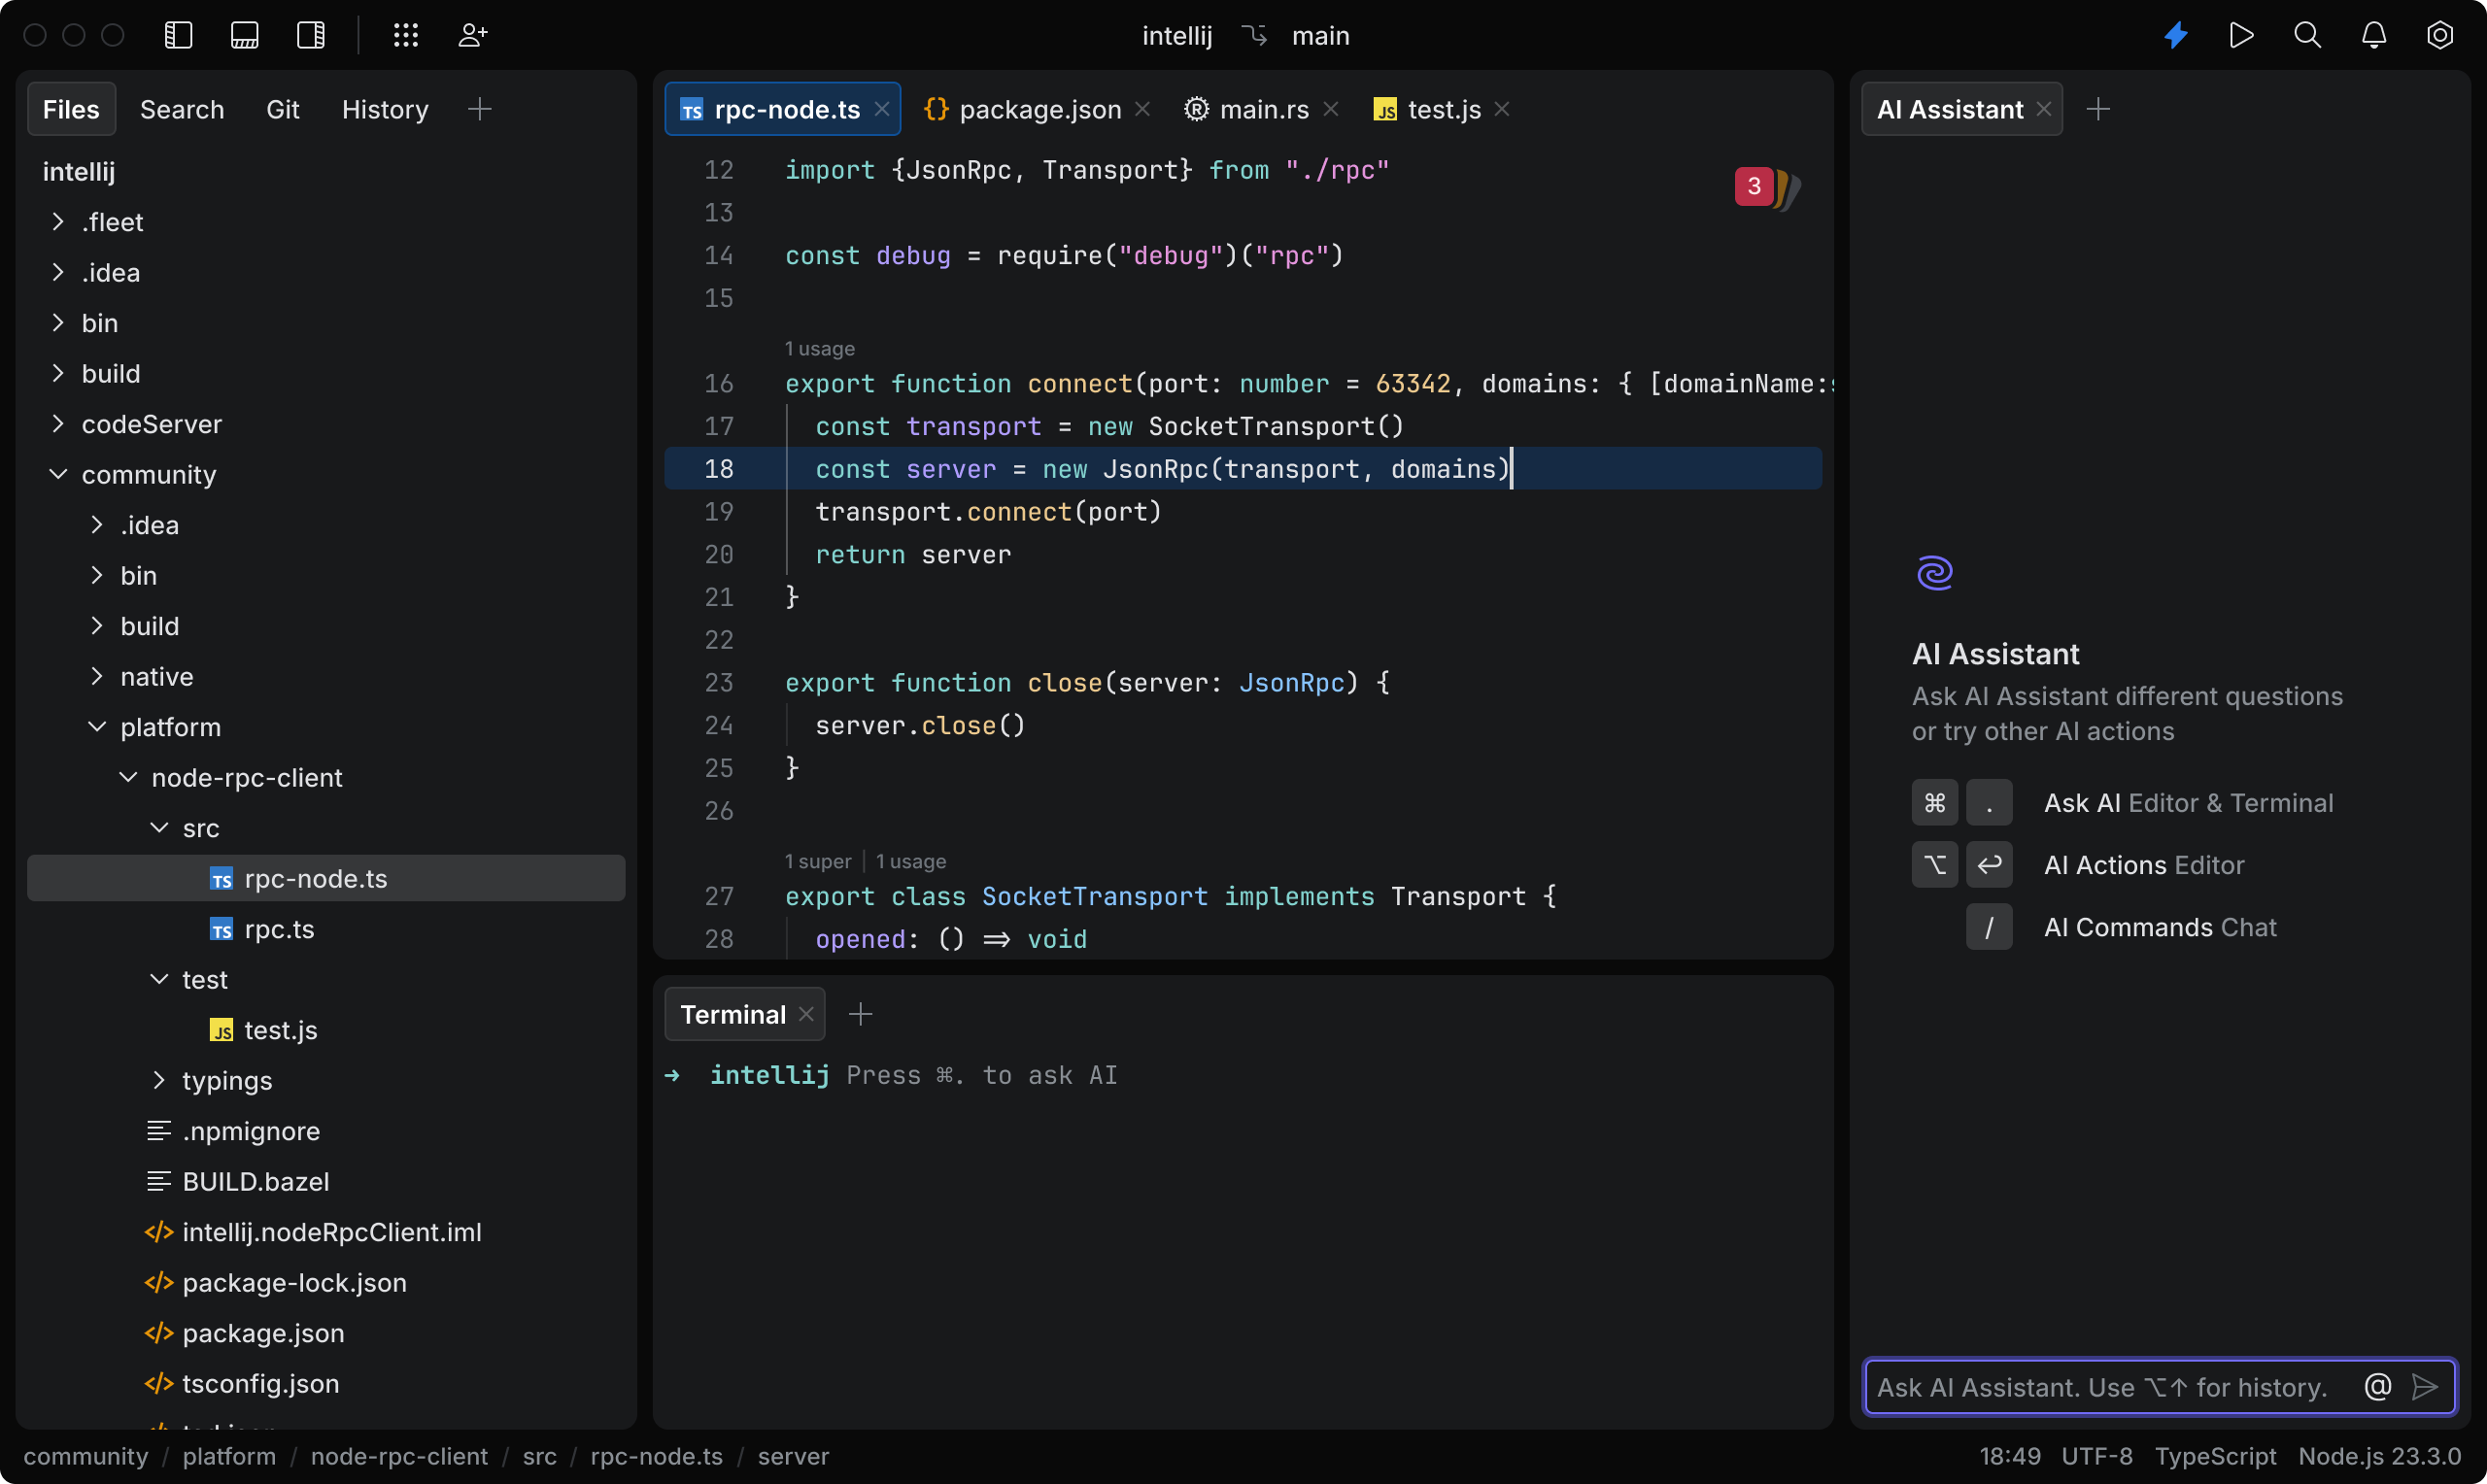 intellij main
Files Search Git History
intellij
.fleet
.idea
bin
build
codeServer
community
.idea
bin
build
native
platform
node-rpc-client
src
TS rpc-node.ts
TS rpc.ts
test
JS test.js
typings
.npmignore
BUILD.bazel
</> intellij.nodeRpcClient.iml
</> package-lock.json
</> package.json
</> tsconfig.json
TS rpc-node.ts {} package.json main.rs JS test.js
3
12 import {JsonRpc, Transport} from "./rpc"
13
14 const debug = require("debug")("rpc")
15
1 usage
16 export function connect(port: number = 63342, domains: { [domainName:s
17 const transport = new SocketTransport()
18 const server = new JsonRpc(transport, domains)
19 transport.connect(port)
20 return server
21 }
22
23 export function close(server: JsonRpc) {
24 server.close()
25 }
26
1 super | 1 usage
27 export class SocketTransport implements Transport {
28 opened: () => void
Terminal
➜ intellij Press ⌘. to ask AI
AI Assistant
AI Assistant
Ask AI Assistant different questions
or try other AI actions
⌘ . Ask AI Editor & Terminal
⌥ ↩ AI Actions Editor
/ AI Commands Chat
Ask AI Assistant. Use ⌥↑ for history. @
community / platform / node-rpc-client / src / rpc-node.ts / server
18:49 UTF-8 TypeScript Node.js 23.3.0